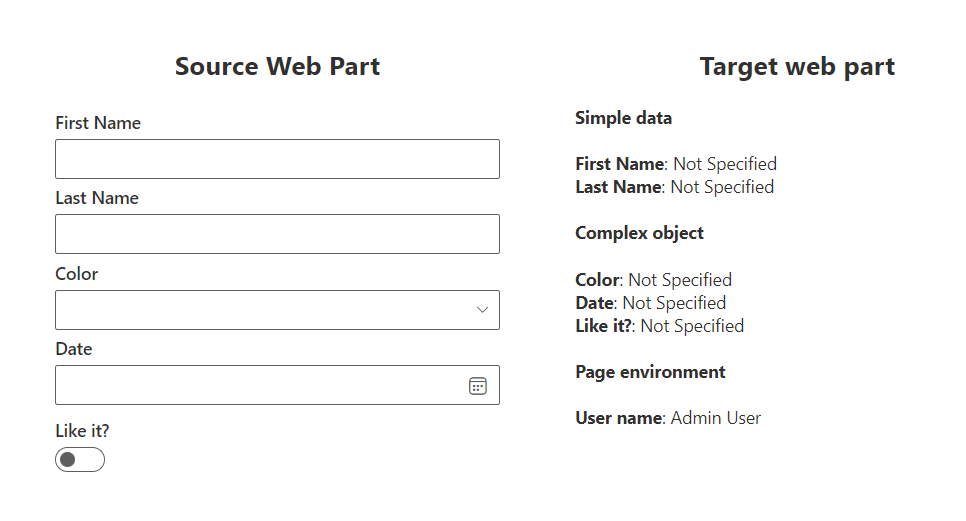 Source Web Part
First Name
Last Name
Color
Date
Like it?
Target web part
Simple data
First Name: Not Specified
Last Name: Not Specified
Complex object
Color: Not Specified
Date: Not Specified
Like it?: Not Specified
Page environment
User name: Admin User